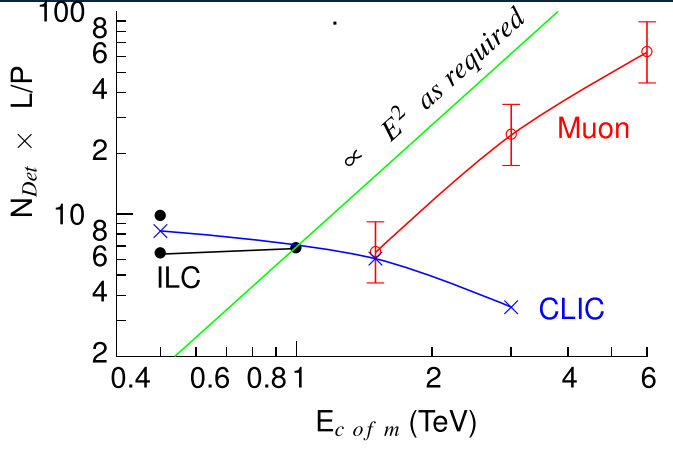 100
8
6
4
2
10
8
6
4
2
N_Det × L/P
∝ E² as required
Muon
ILC
CLIC
0.4 0.6 0.8 1 2 4 6
E_c of m (TeV)